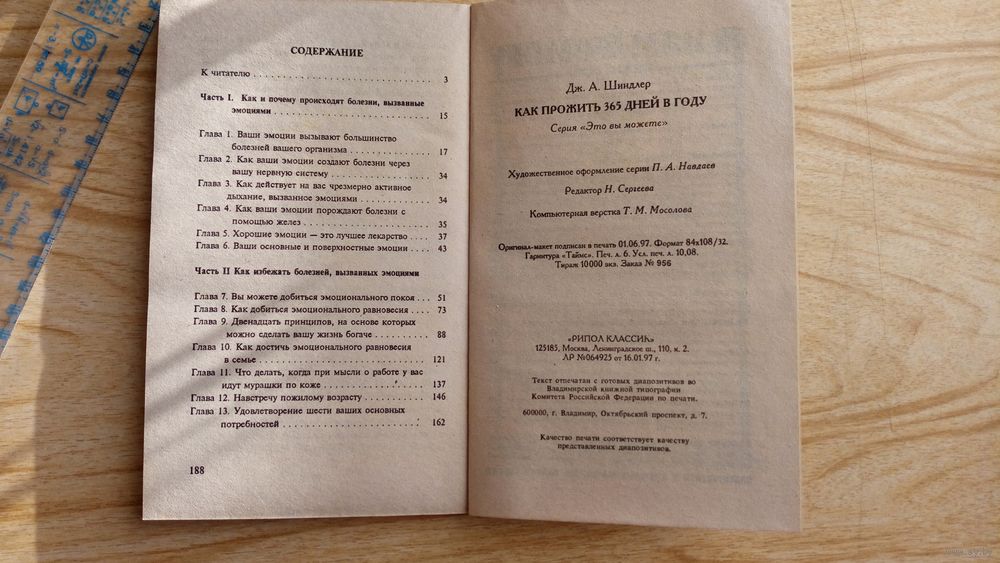 СОДЕРЖАНИЕ
К читателю . . . . . . . . . . . . . . . . . . . . . . . . . . 3
Часть I. Как и почему происходят болезни, вызванные
эмоциями . . . . . . . . . . . . . . . . . . . . . . . . . 15
Глава 1. Ваши эмоции вызывают большинство
болезней вашего организма . . . . . . . . . . . . . 17
Глава 2. Как ваши эмоции создают болезни через
вашу нервную систему . . . . . . . . . . . . . . . . 34
Глава 3. Как действует на вас чрезмерно активное
дыхание, вызванное эмоциями . . . . . . . . . . . 34
Глава 4. Как ваши эмоции порождают болезни с
помощью желез . . . . . . . . . . . . . . . . . . . . 35
Глава 5. Хорошие эмоции — это лучшее лекарство . . . . 37
Глава 6. Ваши основные и поверхностные эмоции . . . . 43
Часть II Как избежать болезней, вызванных эмоциями
Глава 7. Вы можете добиться эмоционального покоя . . . 51
Глава 8. Как добиться эмоционального равновесия . . . . 73
Глава 9. Двенадцать принципов, на основе которых
можно сделать вашу жизнь богаче . . . . . . . . 88
Глава 10. Как достичь эмоционального равновесия
в семье . . . . . . . . . . . . . . . . . . . . . . . . . 121
Глава 11. Что делать, когда при мысли о работе у вас
идут мурашки по коже . . . . . . . . . . . . . . . 137
Глава 12. Навстречу пожилому возрасту . . . . . . . . . . 146
Глава 13. Удовлетворение шести ваших основных
потребностей . . . . . . . . . . . . . . . . . . . . . 162
188
Дж. А. Шиндлер
КАК ПРОЖИТЬ 365 ДНЕЙ В ГОДУ
Серия «Это вы можете»
Художественное оформление серии П. А. Навдаев
Редактор Н. Сергеева
Компьютерная верстка Т. М. Мосолова
Оригинал-макет подписан в печать 01.06.97. Формат 84х108/32.
Гарнитура «Таймс». Печ. л. 6. Усл. печ. л. 10,08.
Тираж 10000 экз. Заказ № 956
«РИПОЛ КЛАССИК»
125185, Москва, Ленинградское ш., 110, к. 2.
ЛР №064925 от 16.01.97 г.
Текст отпечатан с готовых диапозитивов во
Владимирской книжной типографии
Комитета Российской Федерации по печати.
600000, г. Владимир, Октябрьский проспект, д. 7.
Качество печати соответствует качеству
представленных диапозитивов.